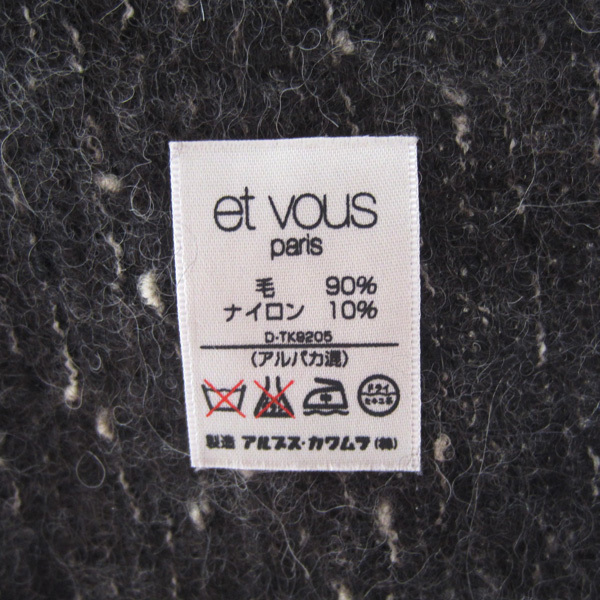 et vous
paris
毛 90%
ナイロン 10%
D-TK9205
(アルパカ混)
ドライ
セキユ系
製造 アルプス・カワムラ(株)